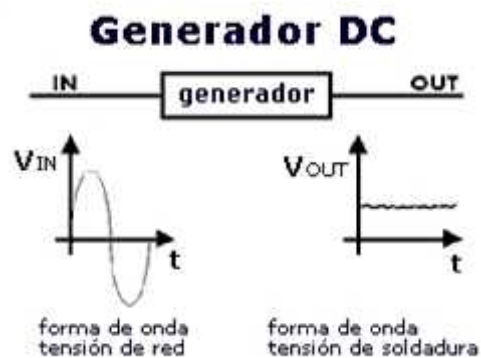 Generador DC
IN
generador
OUT
VIN
t
forma de onda
tensión de red
VOUT
t
forma de onda
tensión de soldadura